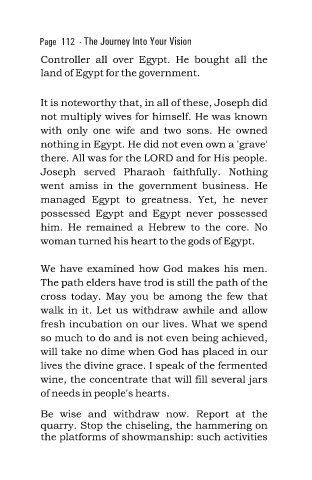 Page 112 - The Journey Into Your Vision
Controller all over Egypt. He bought all the
land of Egypt for the government.
It is noteworthy that, in all of these, Joseph did
not multiply wives for himself. He was known
with only one wife and two sons. He owned
nothing in Egypt. He did not even own a 'grave'
there. All was for the LORD and for His people.
Joseph served Pharaoh faithfully. Nothing
went amiss in the government business. He
managed Egypt to greatness. Yet, he never
possessed Egypt and Egypt never possessed
him. He remained a Hebrew to the core. No
woman turned his heart to the gods of Egypt.
We have examined how God makes his men.
The path elders have trod is still the path of the
cross today. May you be among the few that
walk in it. Let us withdraw awhile and allow
fresh incubation on our lives. What we spend
so much to do and is not even being achieved,
will take no dime when God has placed in our
lives the divine grace. I speak of the fermented
wine, the concentrate that will fill several jars
of needs in people's hearts.
Be wise and withdraw now. Report at the
quarry. Stop the chiseling, the hammering on
the platforms of showmanship: such activities